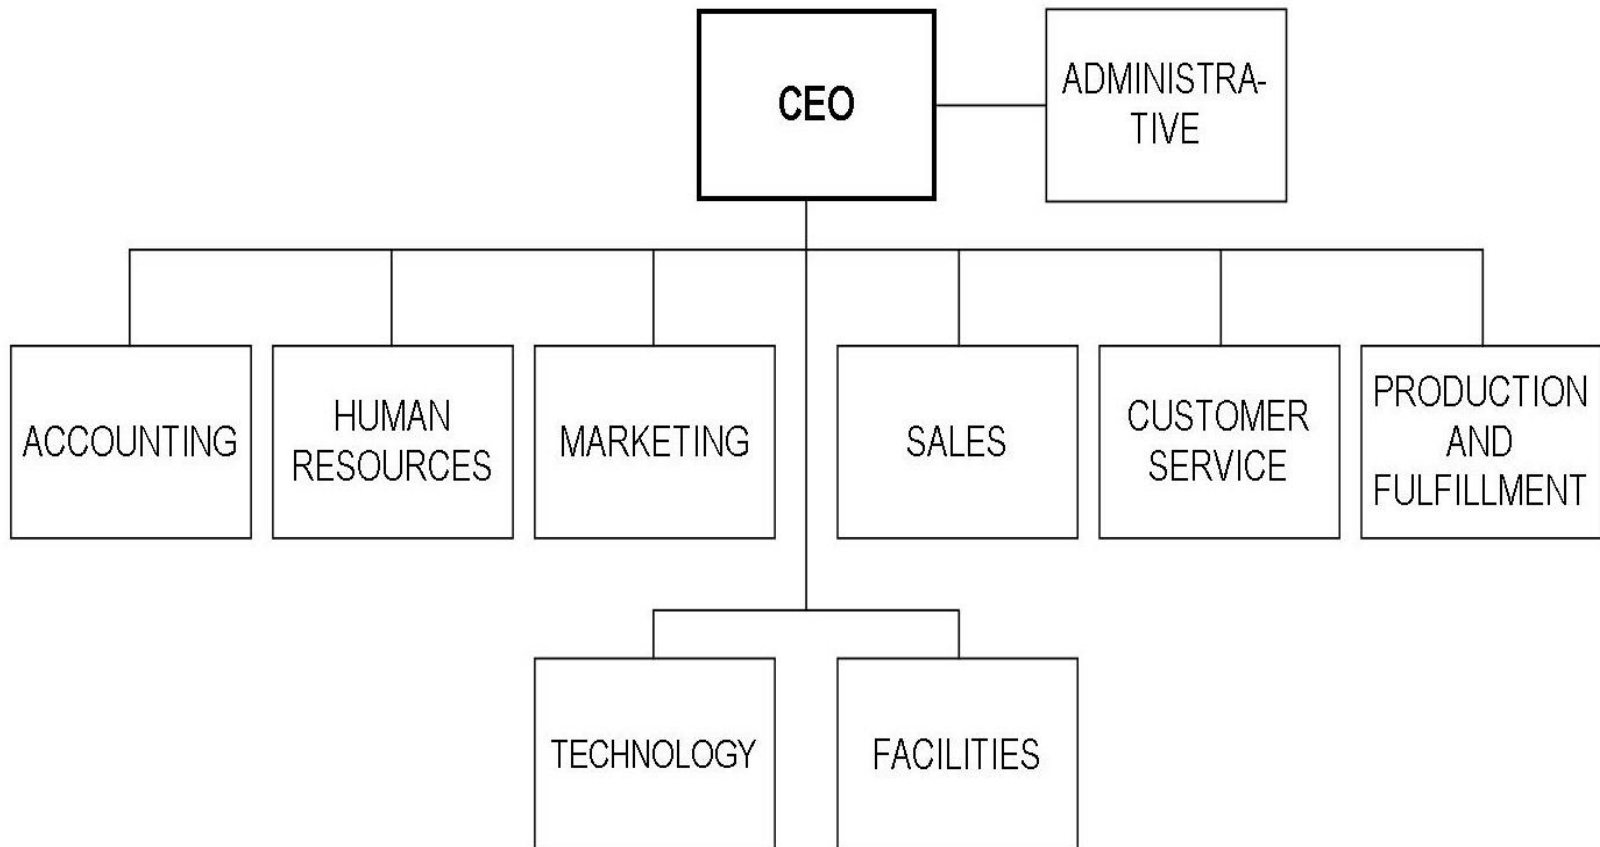 CEO
ADMINISTRA-
TIVE
ACCOUNTING
HUMAN
RESOURCES
MARKETING
SALES
CUSTOMER
SERVICE
PRODUCTION
AND
FULFILLMENT
TECHNOLOGY
FACILITIES